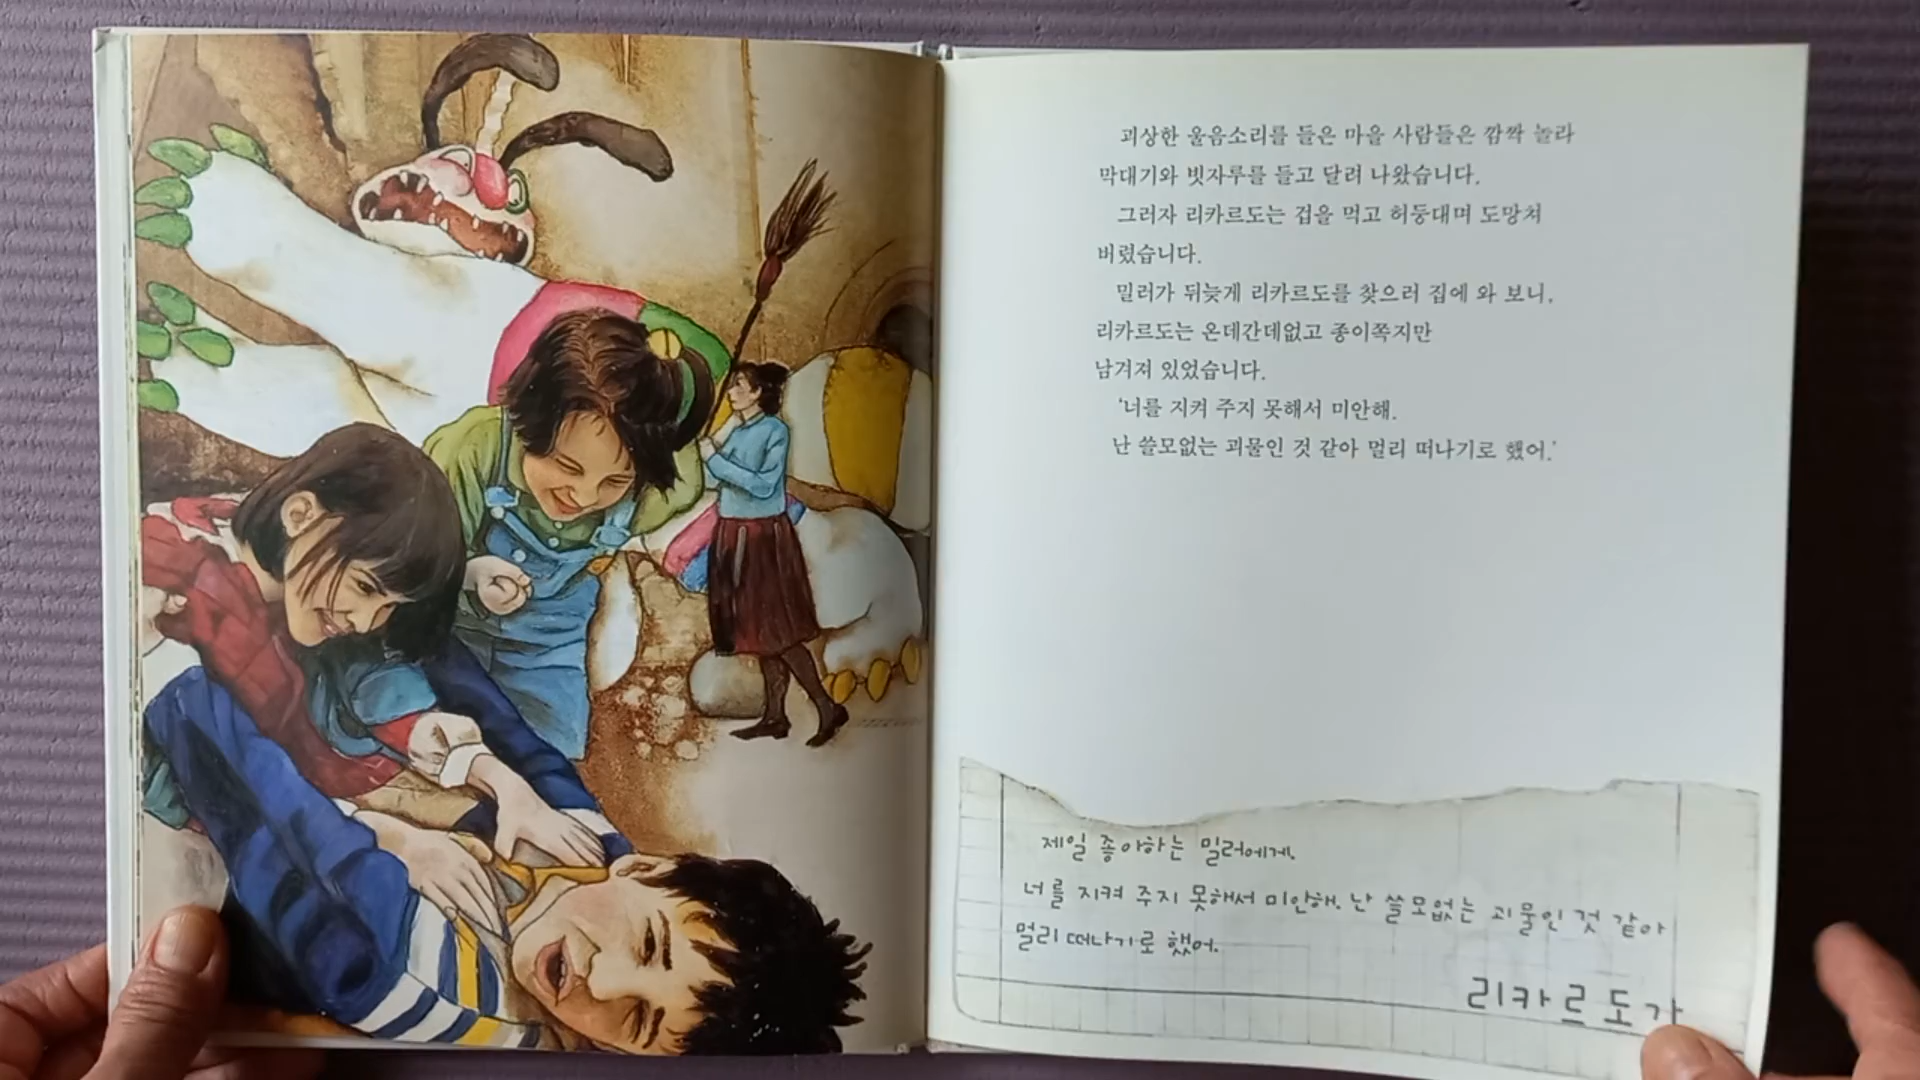 괴상한 울음소리를 들은 마을 사람들은 깜짝 놀라
막대기와 빗자루를 들고 달려 나왔습니다.
그러자 리카르도는 겁을 먹고 허둥대며 도망쳐
버렸습니다.
밀러가 뒤늦게 리카르도를 찾으러 집에 와 보니,
리카르도는 온데간데없고 종이쪽지만
남겨져 있었습니다.
'너를 지켜 주지 못해서 미안해.
난 쓸모없는 괴물인 것 같아 멀리 떠나기로 했어.'
제일 좋아하는 밀러에게.
너를 지켜 주지 못해서 미안해. 난 쓸모없는 괴물인 것 같아
멀리 떠나기로 했어.
리카르도가